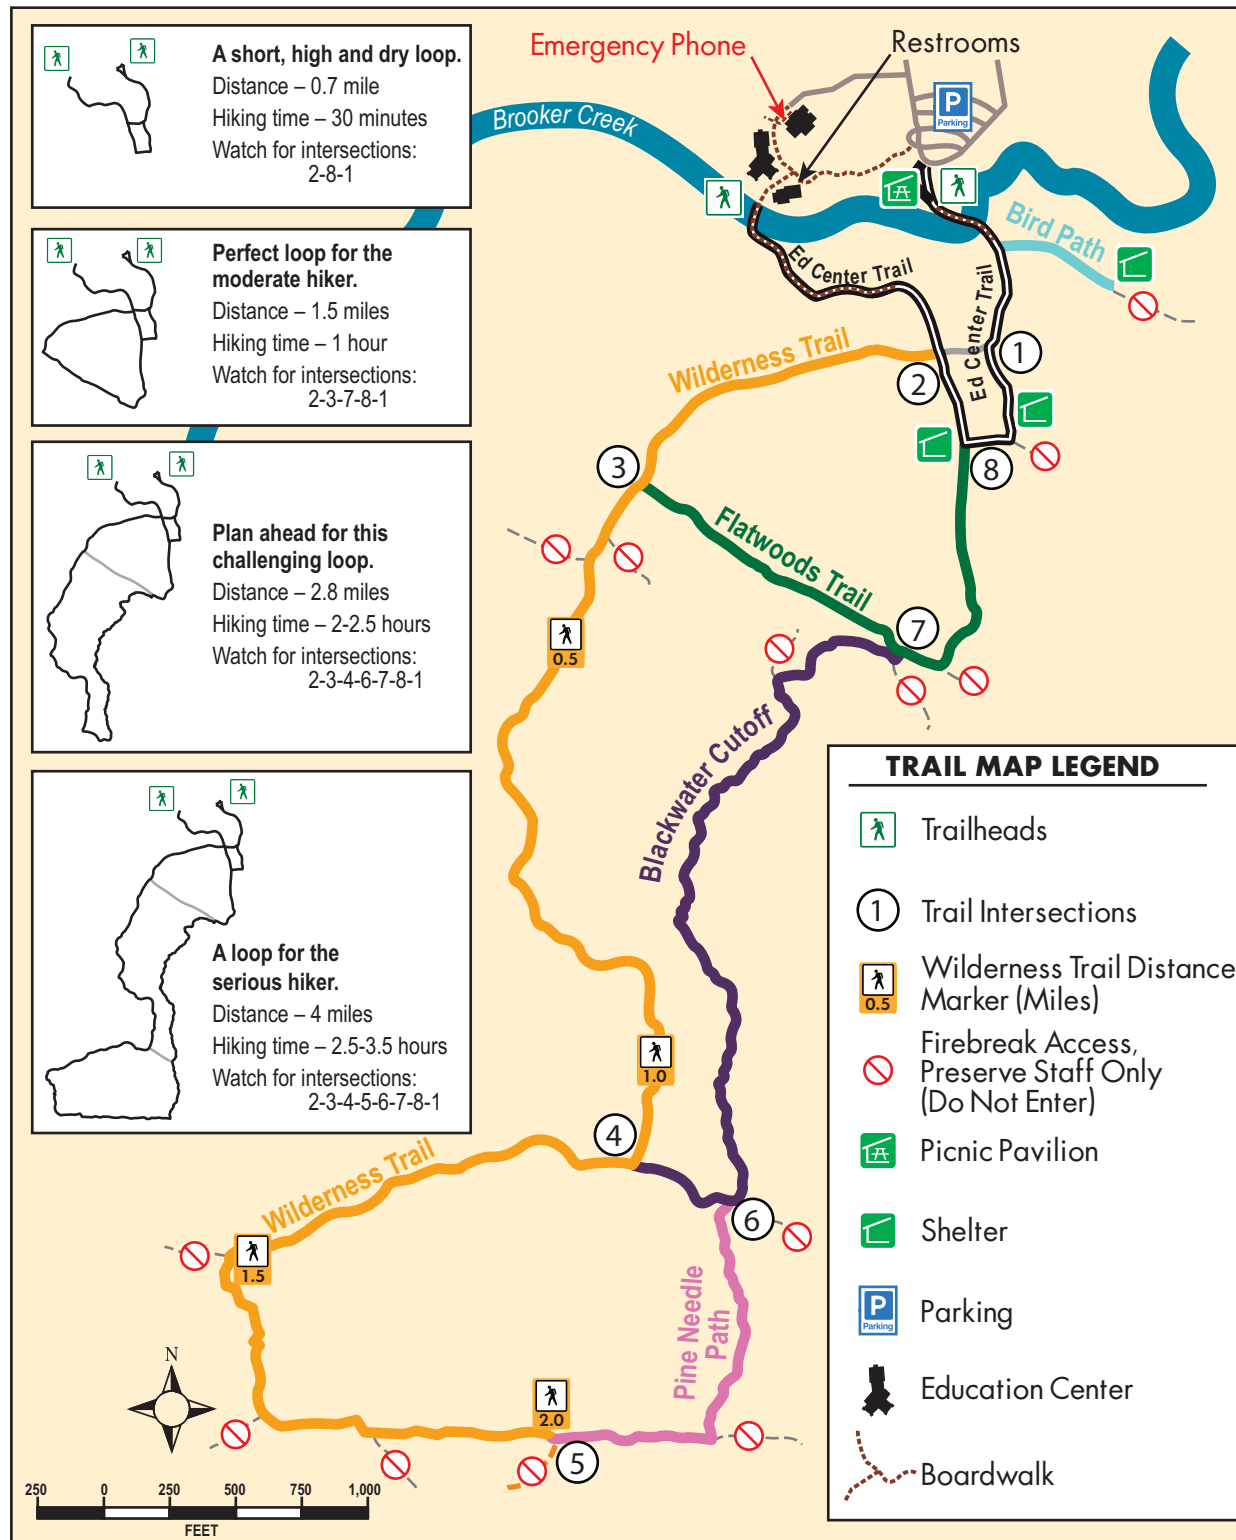 A short, high and dry loop.
Distance – 0.7 mile
Hiking time – 30 minutes
Watch for intersections:
2-8-1
Perfect loop for the
moderate hiker.
Distance – 1.5 miles
Hiking time – 1 hour
Watch for intersections:
2-3-7-8-1
Plan ahead for this
challenging loop.
Distance – 2.8 miles
Hiking time – 2-2.5 hours
Watch for intersections:
2-3-4-6-7-8-1
A loop for the
serious hiker.
Distance – 4 miles
Hiking time – 2.5-3.5 hours
Watch for intersections:
2-3-4-5-6-7-8-1
Emergency Phone
Restrooms
P
Parking
Brooker Creek
Bird Path
Ed Center Trail
Ed Center Trail
Wilderness Trail
1
2
3
8
Flatwoods Trail
7
0.5
Blackwater Cutoff
1.0
4
Wilderness Trail
6
1.5
Pine Needle
Path
2.0
5
N
250 0 250 500 750 1,000
FEET
TRAIL MAP LEGEND
Trailheads
1
Trail Intersections
0.5
Wilderness Trail Distance
Marker (Miles)
Firebreak Access,
Preserve Staff Only
(Do Not Enter)
Picnic Pavilion
Shelter
P
Parking
Parking
Education Center
Boardwalk